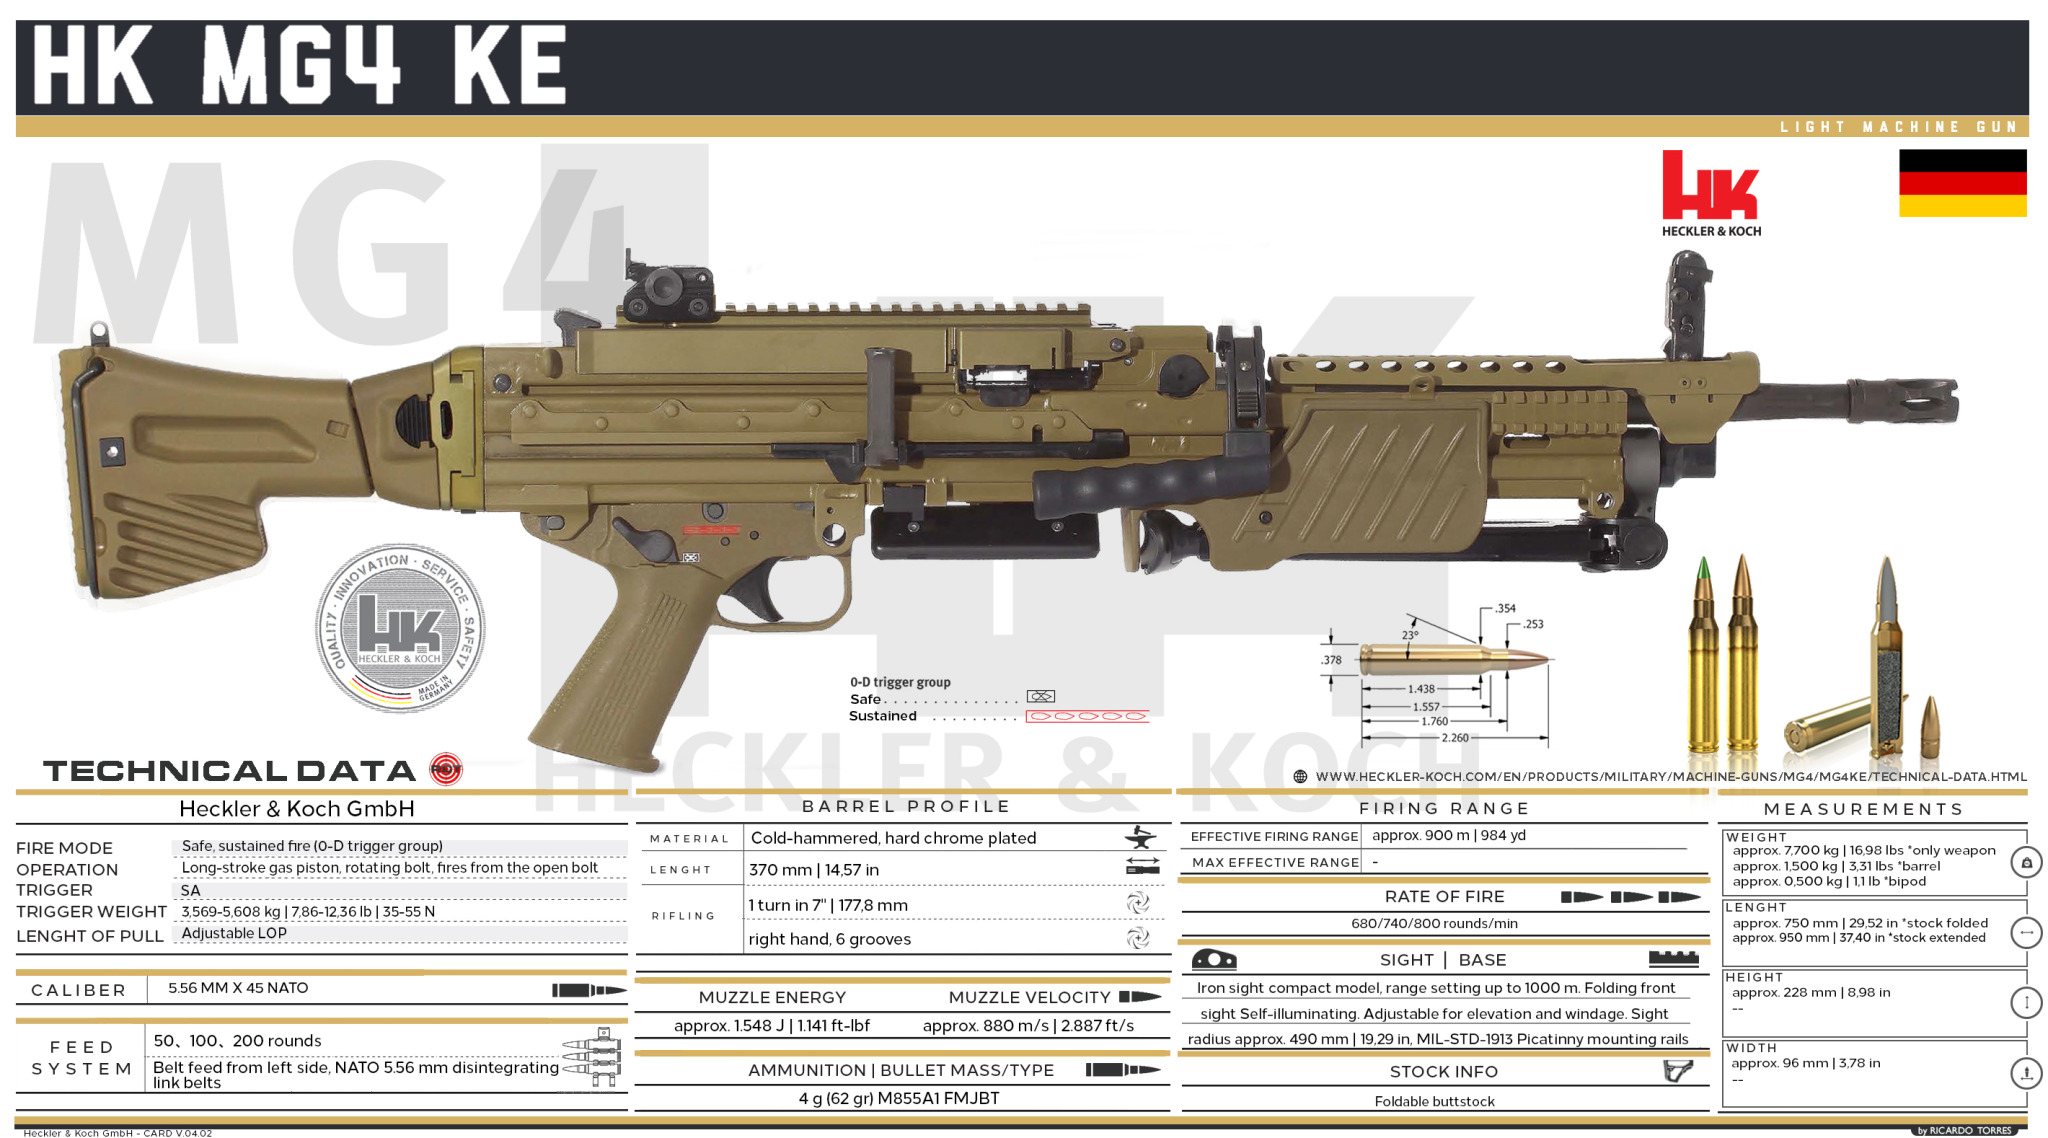 HK MG4 KE
LIGHT MACHINE GUN
MG4
HK
HECKLER & KOCH
HK
HECKLER & KOCH
QUALITY · INNOVATION · SERVICE · SAFETY
HK
HECKLER & KOCH
MADE IN
GERMANY
0-D trigger group
Safe . . . . . . . . . . . . . .
Sustained . . . . . . . . .
.354
.253
23°
.378
1.438
1.557
1.760
2.260
TECHNICAL DATA
WWW.HECKLER-KOCH.COM/EN/PRODUCTS/MILITARY/MACHINE-GUNS/MG4/MG4KE/TECHNICAL-DATA.HTML
Heckler & Koch GmbH
FIRE MODE Safe, sustained fire (0-D trigger group)
OPERATION Long-stroke gas piston, rotating bolt, fires from the open bolt
TRIGGER SA
TRIGGER WEIGHT 3,569-5,608 kg | 7,86-12,36 lb | 35-55 N
LENGHT OF PULL Adjustable LOP
CALIBER 5.56 MM X 45 NATO
FEED SYSTEM
50、100、200 rounds
Belt feed from left side, NATO 5.56 mm disintegrating
link belts
BARREL PROFILE
MATERIAL Cold-hammered, hard chrome plated
LENGHT 370 mm | 14,57 in
RIFLING
1 turn in 7" | 177,8 mm
right hand, 6 grooves
MUZZLE ENERGY MUZZLE VELOCITY
approx. 1.548 J | 1.141 ft-lbf approx. 880 m/s | 2.887 ft/s
AMMUNITION | BULLET MASS/TYPE
4 g (62 gr) M855A1 FMJBT
FIRING RANGE
EFFECTIVE FIRING RANGE approx. 900 m | 984 yd
MAX EFFECTIVE RANGE -
RATE OF FIRE
680/740/800 rounds/min
SIGHT | BASE
Iron sight compact model, range setting up to 1000 m. Folding front
sight Self-illuminating. Adjustable for elevation and windage. Sight
radius approx. 490 mm | 19,29 in, MIL-STD-1913 Picatinny mounting rails
STOCK INFO
Foldable buttstock
MEASUREMENTS
WEIGHT
approx. 7,700 kg | 16,98 lbs *only weapon
approx. 1,500 kg | 3,31 lbs *barrel
approx. 0,500 kg | 1,1 lb *bipod
LENGHT
approx. 750 mm | 29,52 in *stock folded
approx. 950 mm | 37,40 in *stock extended
HEIGHT
approx. 228 mm | 8,98 in
--
WIDTH
approx. 96 mm | 3,78 in
--
Heckler & Koch GmbH - CARD V.04.02
by RICARDO TORRES